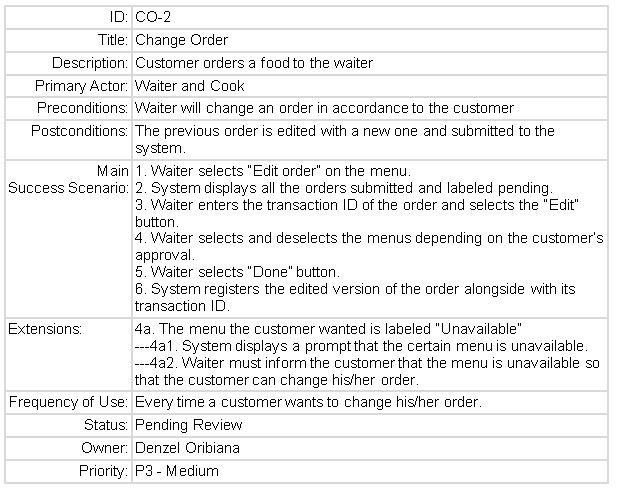 ID: CO-2
Title: Change Order
Description: Customer orders a food to the waiter
Primary Actor: Waiter and Cook
Preconditions: Waiter will change an order in accordance to the customer
Postconditions: The previous order is edited with a new one and submitted to the
system.
Main Success Scenario: 1. Waiter selects "Edit order" on the menu.
2. System displays all the orders submitted and labeled pending.
3. Waiter enters the transaction ID of the order and selects the "Edit"
button.
4. Waiter selects and deselects the menus depending on the customer's
approval.
5. Waiter selects "Done" button.
6. System registers the edited version of the order alongside with its
transaction ID.
Extensions: 4a. The menu the customer wanted is labeled "Unavailable"
---4a1. System displays a prompt that the certain menu is unavailable.
---4a2. Waiter must inform the customer that the menu is unavailable so
that the customer can change his/her order.
Frequency of Use: Every time a customer wants to change his/her order.
Status: Pending Review
Owner: Denzel Oribiana
Priority: P3 - Medium